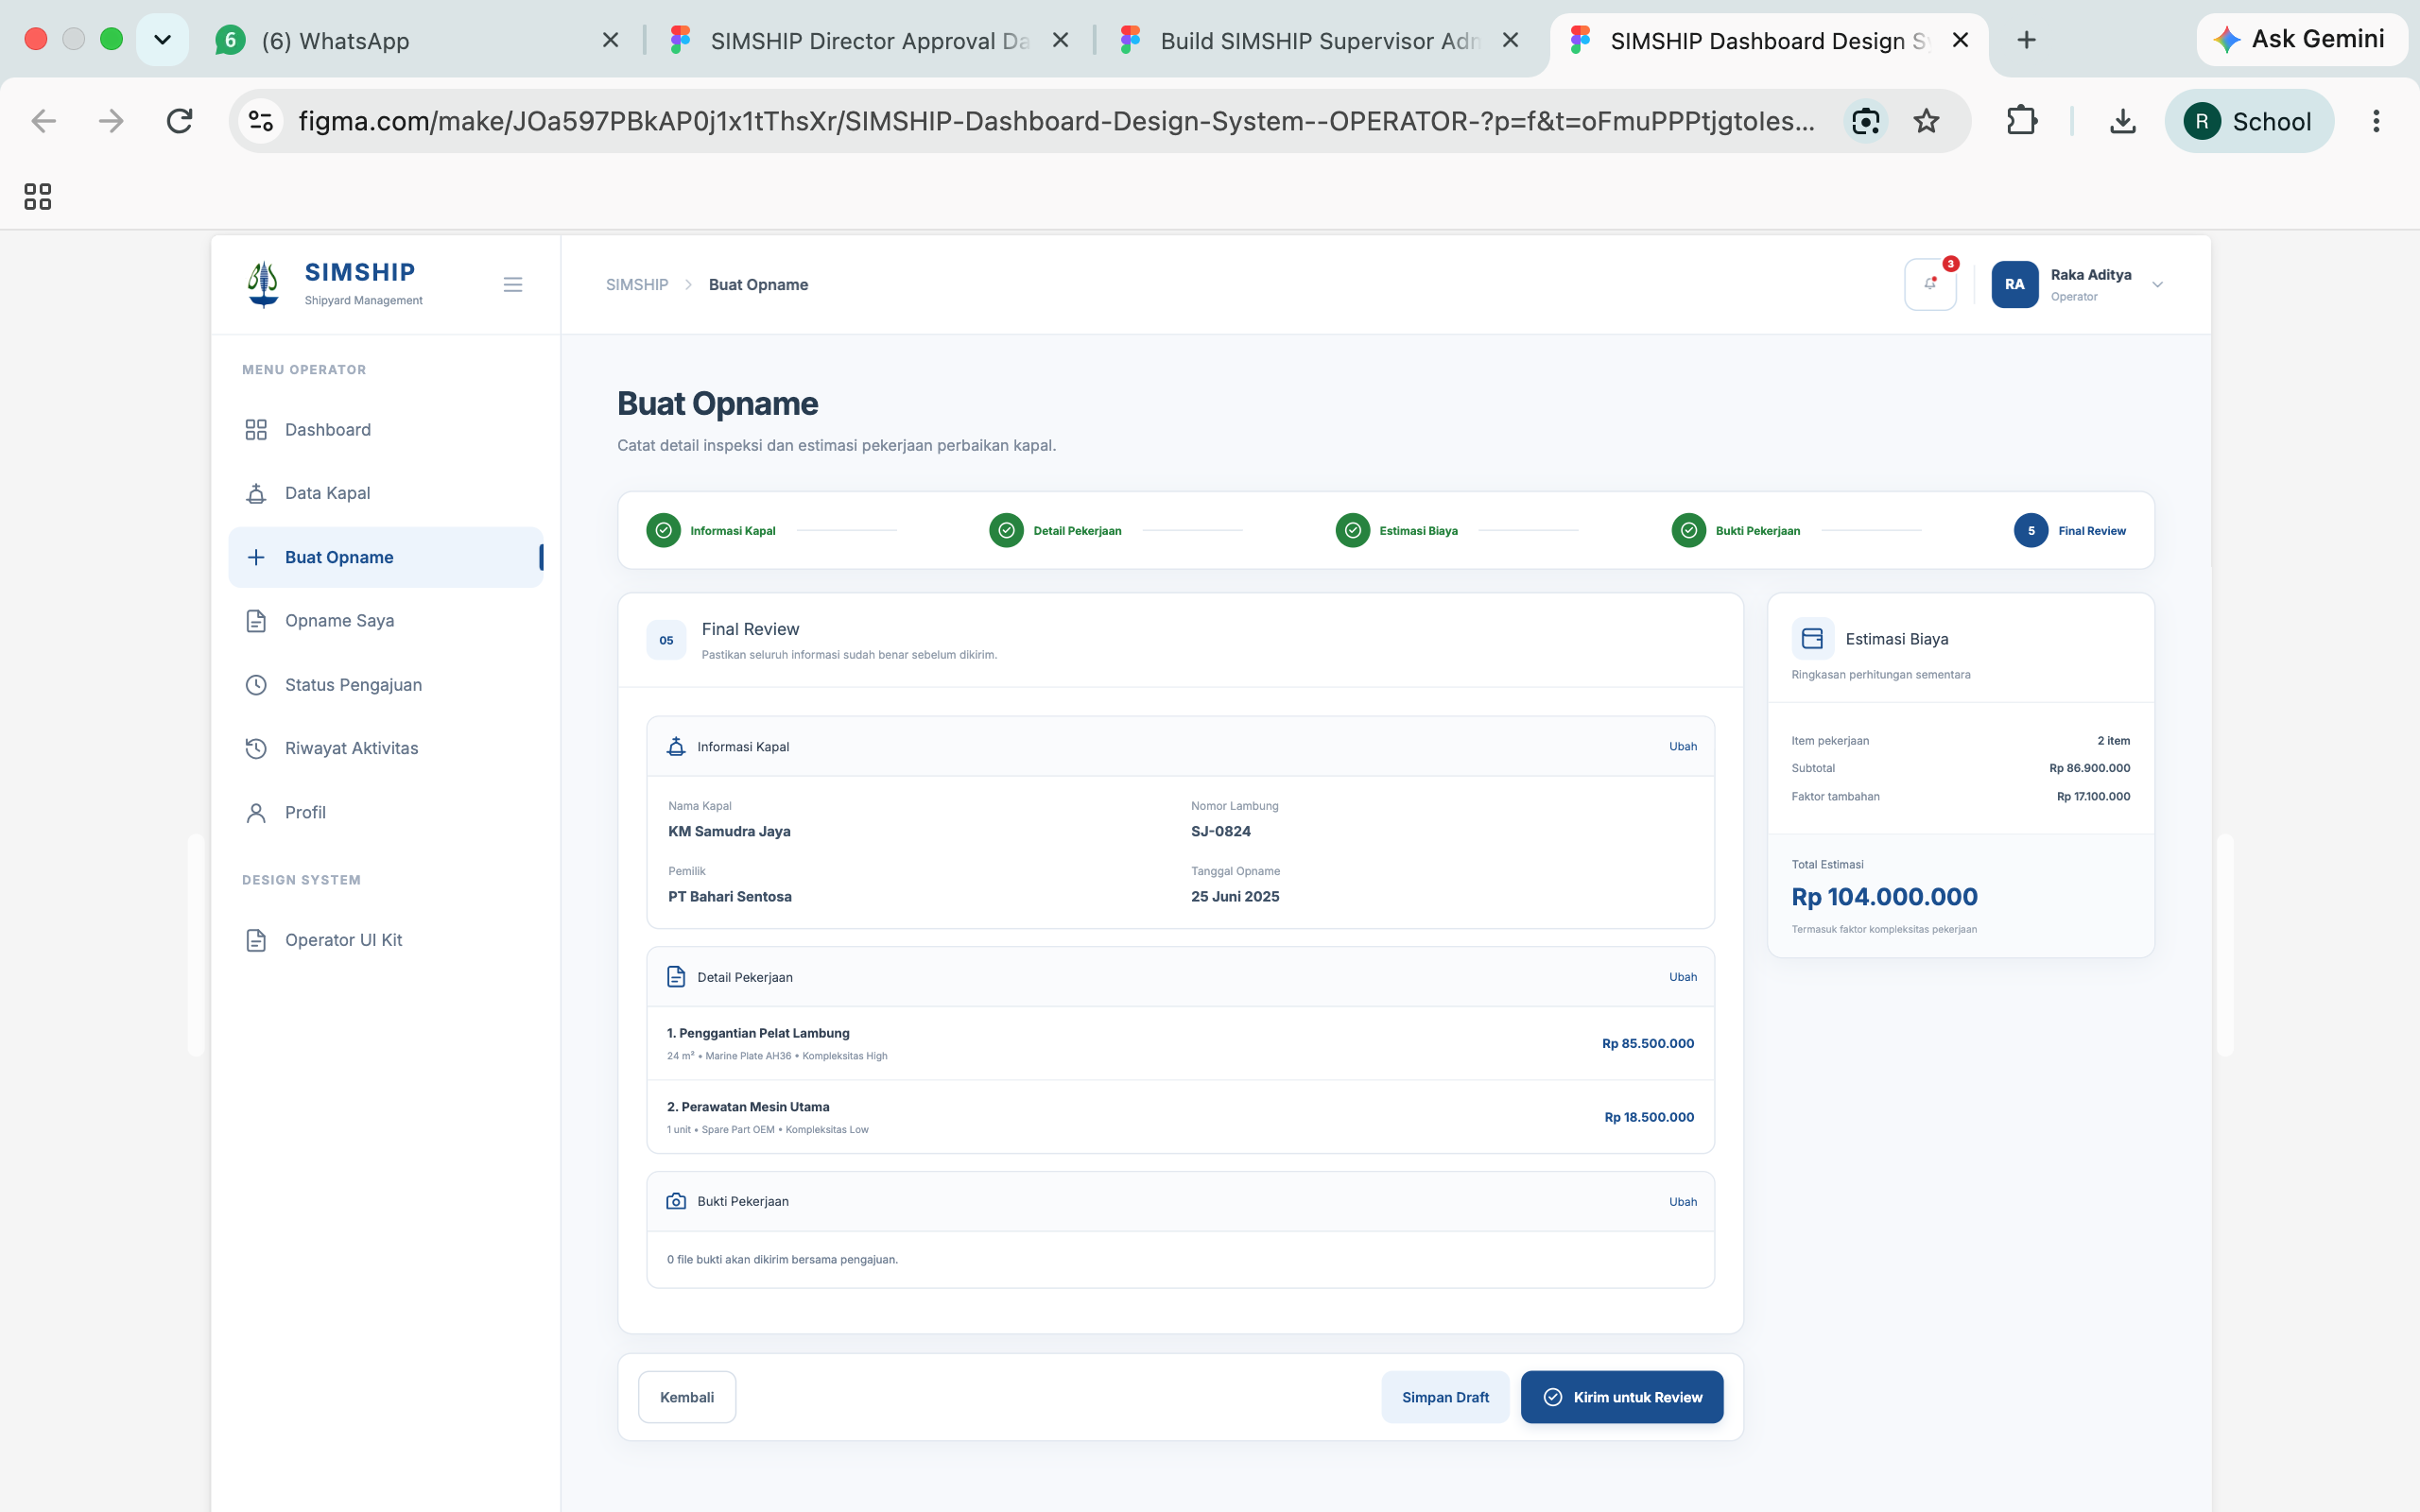 6 (6) WhatsApp
SIMSHIP Director Approval Da
Build SIMSHIP Supervisor Adn
SIMSHIP Dashboard Design S
Ask Gemini
figma.com/make/JOa597PBkAP0j1x1tThsXr/SIMSHIP-Dashboard-Design-System--OPERATOR-?p=f&t=oFmuPPPtjgtoIes...
R School
SIMSHIP
Shipyard Management
SIMSHIP > Buat Opname
3
RA
Raka Aditya
Operator
MENU OPERATOR
Dashboard
Data Kapal
Buat Opname
Opname Saya
Status Pengajuan
Riwayat Aktivitas
Profil
DESIGN SYSTEM
Operator UI Kit
Buat Opname
Catat detail inspeksi dan estimasi pekerjaan perbaikan kapal.
Informasi Kapal
Detail Pekerjaan
Estimasi Biaya
Bukti Pekerjaan
5 Final Review
05
Final Review
Pastikan seluruh informasi sudah benar sebelum dikirim.
Informasi Kapal
Ubah
Nama Kapal
KM Samudra Jaya
Nomor Lambung
SJ-0824
Pemilik
PT Bahari Sentosa
Tanggal Opname
25 Juni 2025
Detail Pekerjaan
Ubah
1. Penggantian Pelat Lambung
24 m² • Marine Plate AH36 • Kompleksitas High
Rp 85.500.000
2. Perawatan Mesin Utama
1 unit • Spare Part OEM • Kompleksitas Low
Rp 18.500.000
Bukti Pekerjaan
Ubah
0 file bukti akan dikirim bersama pengajuan.
Kembali
Simpan Draft
Kirim untuk Review
Estimasi Biaya
Ringkasan perhitungan sementara
Item pekerjaan 2 item
Subtotal Rp 86.900.000
Faktor tambahan Rp 17.100.000
Total Estimasi
Rp 104.000.000
Termasuk faktor kompleksitas pekerjaan